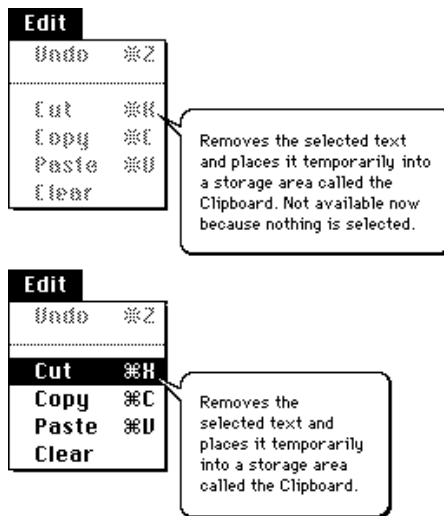 Edit
Undo ⌘Z
Cut ⌘X
Copy ⌘C
Paste ⌘V
Clear
Removes the selected text
and places it temporarily into
a storage area called the
Clipboard. Not available now
because nothing is selected.
Edit
Undo ⌘Z
Cut ⌘X
Copy ⌘C
Paste ⌘V
Clear
Removes the
selected text and
places it temporarily
into a storage area
called the Clipboard.